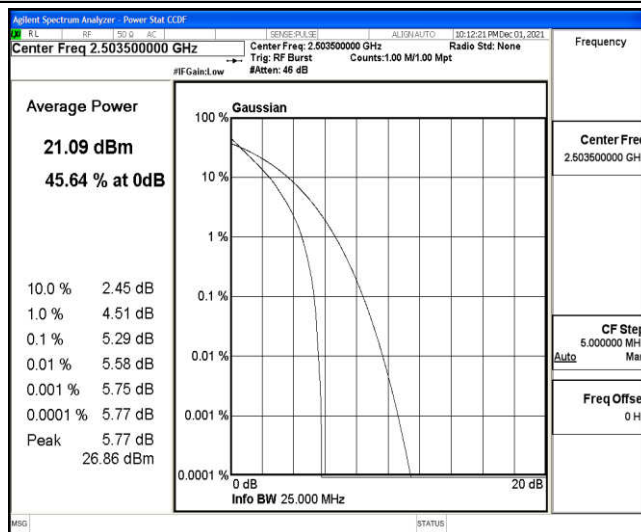 Agilent Spectrum Analyzer - Power Stat CCDF
RL RF 50 Ω AC SENSE:PULSE ALIGNAUTO 10:12:21 PM Dec 01, 2021
Center Freq 2.503500000 GHz
Center Freq: 2.503500000 GHz Radio Std: None
Trig: RF Burst Counts:1.00 M/1.00 Mpt
#IFGain:Low #Atten: 46 dB
Frequency
Average Power
21.09 dBm
45.64 % at 0dB
10.0 % 2.45 dB
1.0 % 4.51 dB
0.1 % 5.29 dB
0.01 % 5.58 dB
0.001 % 5.75 dB
0.0001 % 5.77 dB
Peak 5.77 dB
26.86 dBm
Gaussian
100 %
10 %
1 %
0.1 %
0.01 %
0.001 %
0.0001 %
0 dB 20 dB
Info BW 25.000 MHz
Center Fre
2.503500000 GH
CF Step
5.000000 MH
Auto Ma
Freq Offse
0 H
MSG STATUS